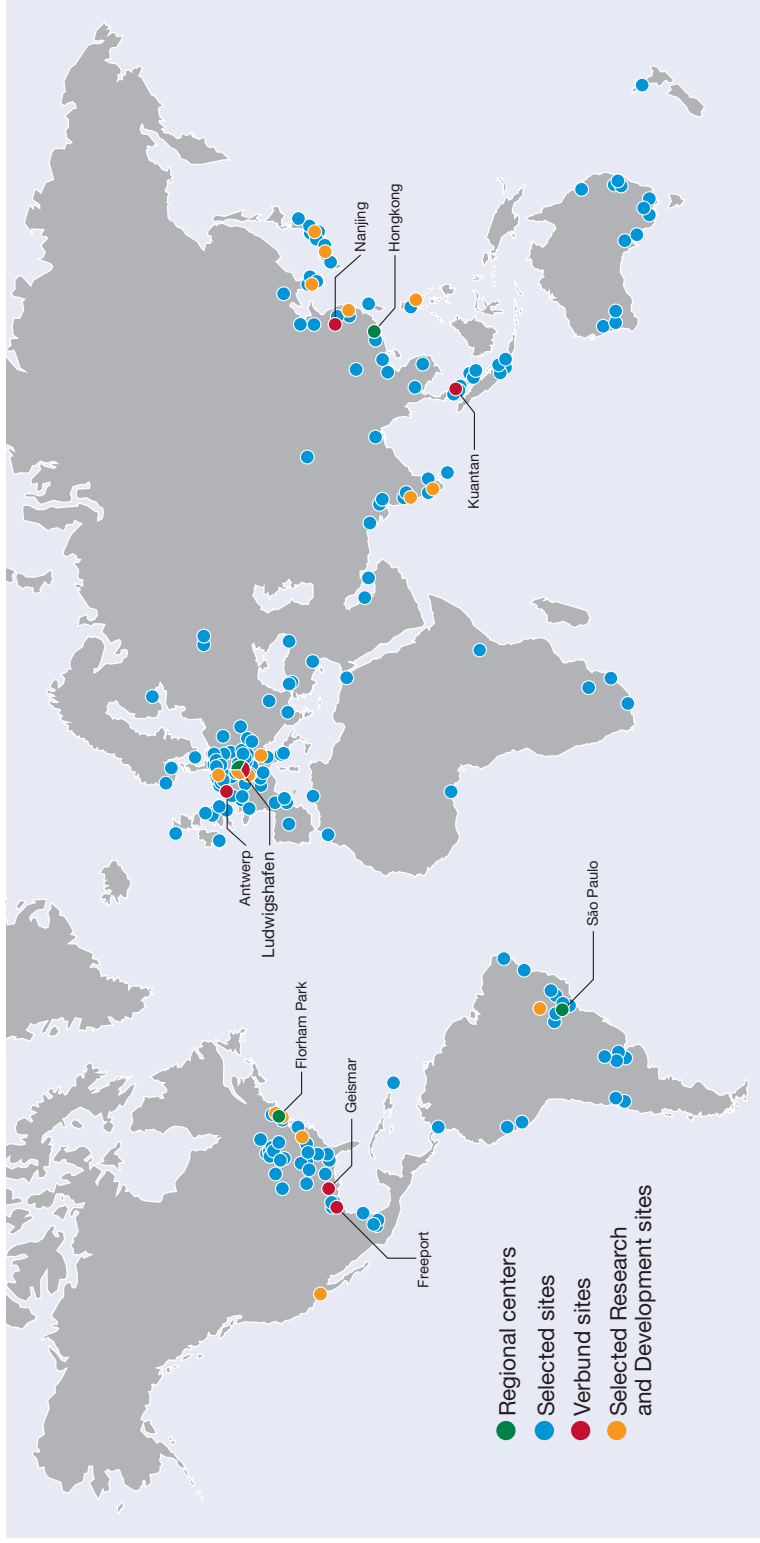 Florham Park
Geismar
Freeport
São Paulo
Antwerp
Ludwigshafen
Nanjing
Hongkong
Kuantan
Regional centers
Selected sites
Verbund sites
Selected Research
and Development sites